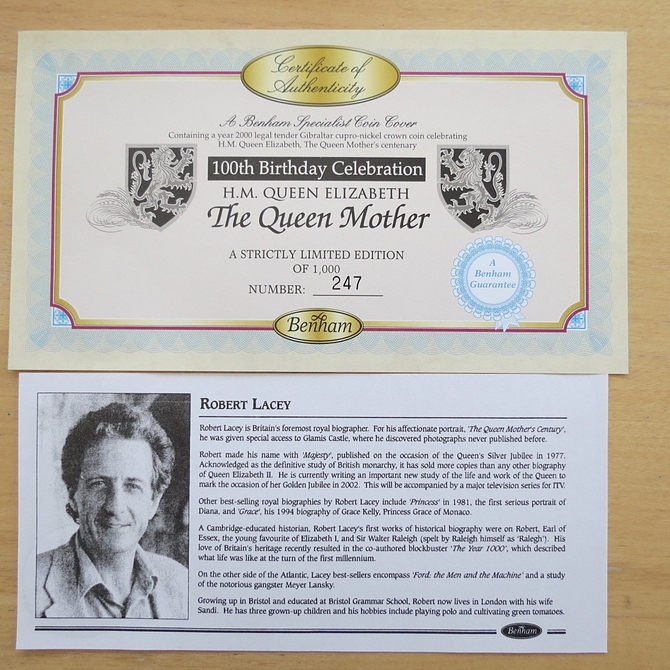 Certificate of
Authenticity
A Benham Specialist Coin Cover
Containing a year 2000 legal tender Gibraltar cupro-nickel crown coin celebrating
H.M. Queen Elizabeth, The Queen Mother's centenary
100th Birthday Celebration
H.M. QUEEN ELIZABETH
The Queen Mother
A STRICTLY LIMITED EDITION
OF 1,000
NUMBER: 247
A
Benham
Guarantee
Benham
ROBERT LACEY
Robert Lacey is Britain's foremost royal biographer. For his affectionate portrait, 'The Queen Mother's Century',
he was given special access to Glamis Castle, where he discovered photographs never published before.
Robert made his name with 'Majesty', published on the occasion of the Queen's Silver Jubilee in 1977.
Acknowledged as the definitive study of British monarchy, it has sold more copies than any other biography
of Queen Elizabeth II. He is currently writing an important new study of the life and work of the Queen to
mark the occasion of her Golden Jubilee in 2002. This will be accompanied by a major television series for ITV.
Other best-selling royal biographies by Robert Lacey include 'Princess' in 1981, the first serious portrait of
Diana, and 'Grace', his 1994 biography of Grace Kelly, Princess Grace of Monaco.
A Cambridge-educated historian, Robert Lacey's first works of historical biography were on Robert, Earl of
Essex, the young favourite of Elizabeth I, and Sir Walter Raleigh (spelt by Raleigh himself as 'Ralegh'). His
love of Britain's heritage recently resulted in the co-authored blockbuster 'The Year 1000', which described
what life was like at the turn of the first millennium.
On the other side of the Atlantic, Lacey best-sellers encompass 'Ford: the Men and the Machine' and a study
of the notorious gangster Meyer Lansky.
Growing up in Bristol and educated at Bristol Grammar School, Robert now lives in London with his wife
Sandi. He has three grown-up children and his hobbies include playing polo and cultivating green tomatoes.
Benham